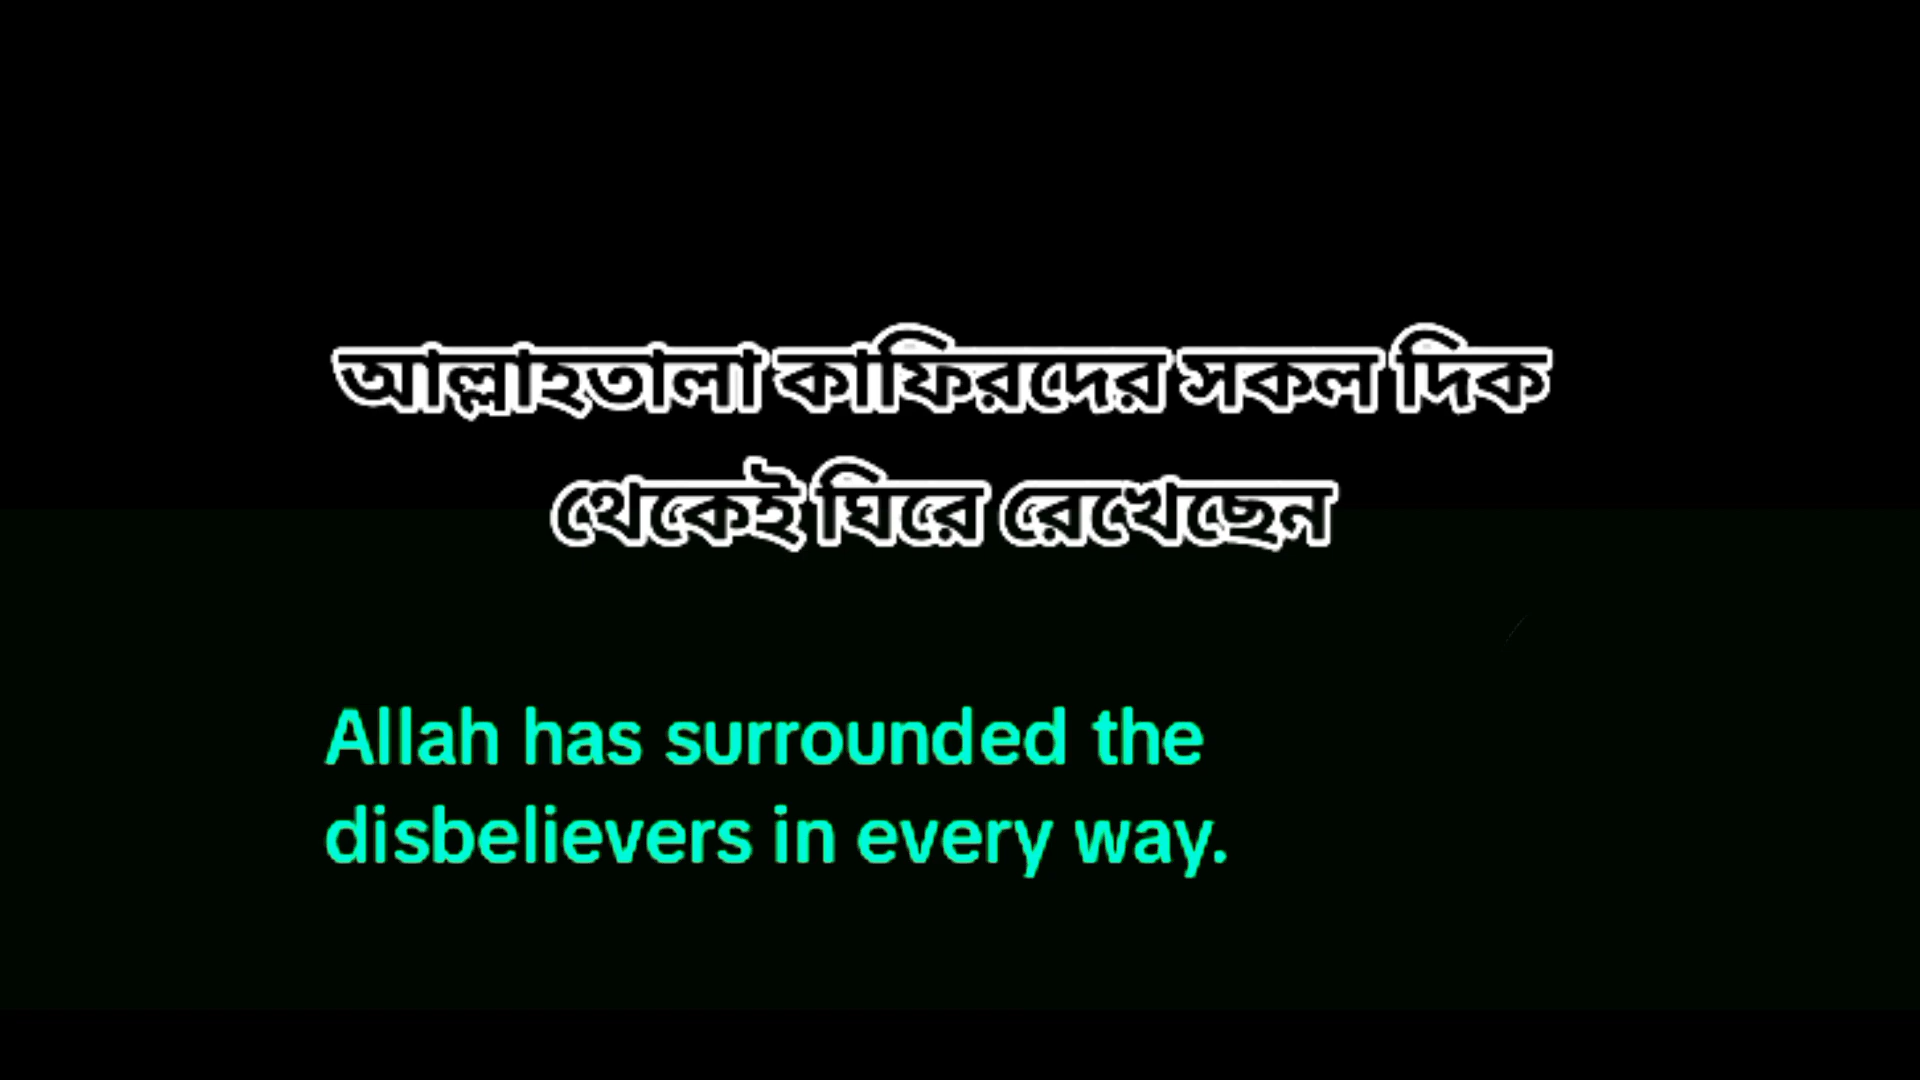 আল্লাহতালা কাফিরদের সকল দিক
থেকেই ঘিরে রেখেছেন
Allah has surrounded the
disbelievers in every way.